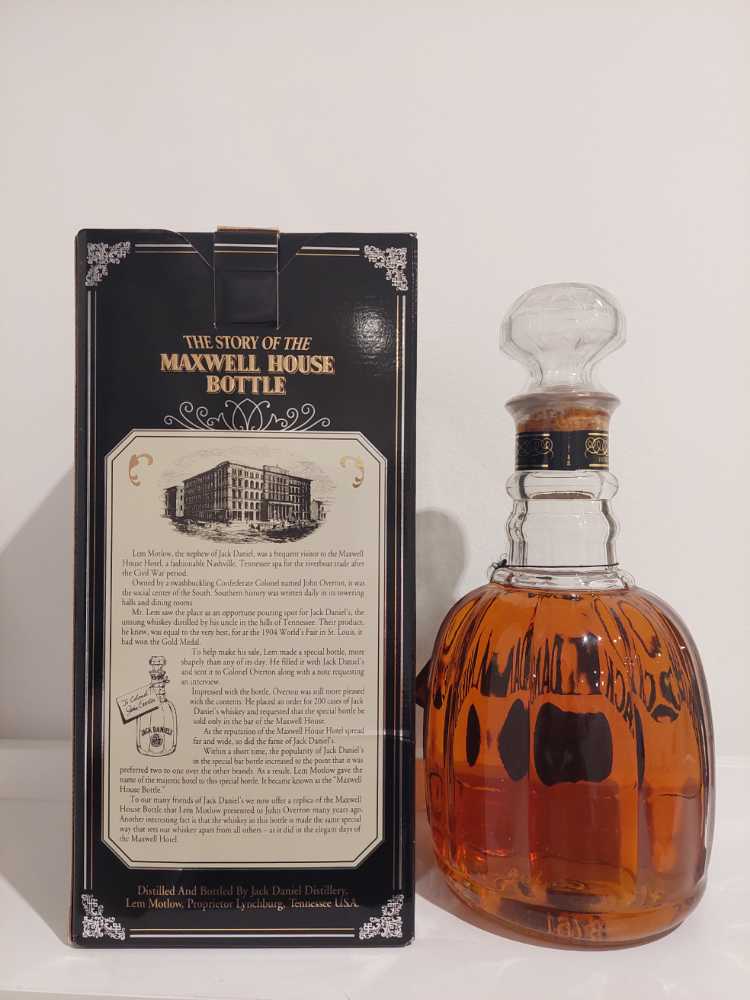 THE STORY OF THE
MAXWELL HOUSE
BOTTLE
Lem Motlow, the nephew of Jack Daniel, was a frequent visitor to the Maxwell
House Hotel, a fashionable Nashville, Tennessee spa for the riverboat trade after
the Civil War period.
Owned by a swashbuckling Confederate Colonel named John Overton, it was
the social center of the South. Southern history was written daily in its towering
halls and dining rooms
Mr. Lem saw the place as an opportune pouring spot for Jack Daniel's, the
unsung whiskey distilled by his uncle in the hills of Tennessee. Their product,
he knew, was equal to the very best, for at the 1904 World's Fair in St. Louis, it
had won the Gold Medal.
To help make his sale, Lem made a special bottle, more
shapely than any of its day. He filled it with Jack Daniel's
and sent it to Colonel Overton along with a note requesting
an interview.
Impressed with the bottle, Overton was still more pleased
with the contents. He placed an order for 200 cases of Jack
Daniel's whiskey and requested that the special bottle be
sold only in the bar of the Maxwell House.
As the reputation of the Maxwell House Hotel spread
far and wide, so did the fame of Jack Daniel's.
Within a short time, the popularity of Jack Daniel's
in the special bar bottle increased to the point that it was
preferred two to one over the other brands. As a result, Lem Motlow gave the
name of the majestic hotel to this special bottle. It became known as the "Maxwell
House Bottle."
To our many friends of Jack Daniel's we now offer a replica of the Maxwell
House Bottle that Lem Motlow presented to John Overton many years ago.
Another interesting fact is that the whiskey in this bottle is made the same special
way that sets our whiskey apart from all others – as it did in the elegant days of
the Maxwell Hotel.
To Colonel
John Overton
JACK DANIEL'S
Distilled And Bottled By Jack Daniel Distillery,
Lem Motlow, Proprietor Lynchburg, Tennessee USA.